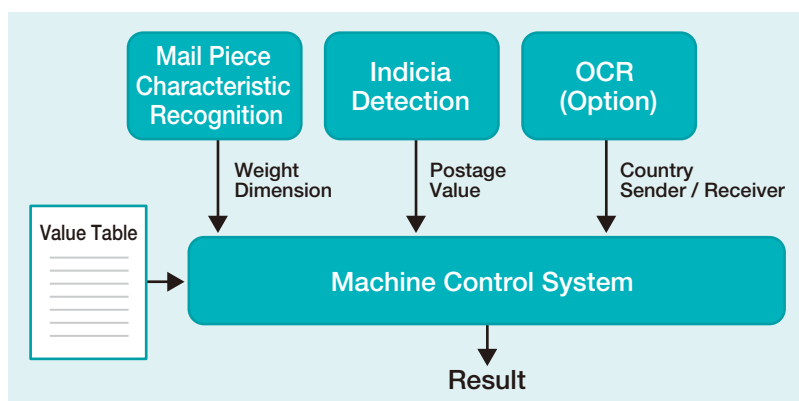 Mail Piece
Characteristic
Recognition
Indicia
Detection
OCR
(Option)
Weight
Dimension
Postage
Value
Country
Sender / Receiver
Value Table
Machine Control System
Result